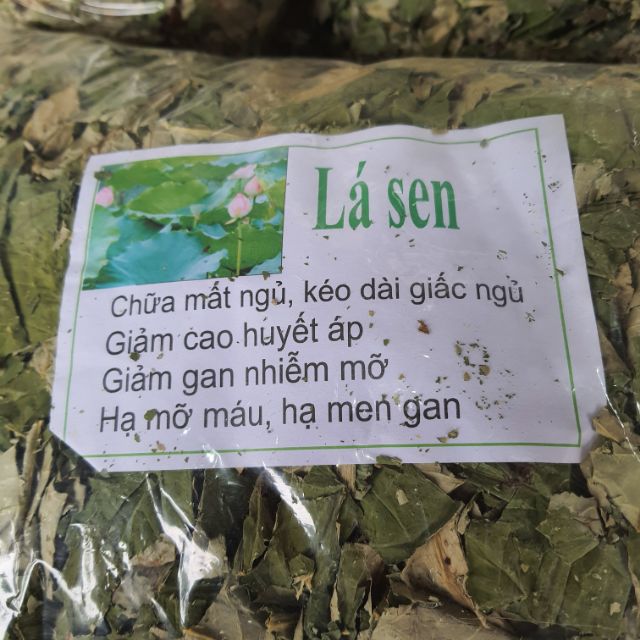 Lá sen
Chữa mất ngủ, kéo dài giấc ngủ
Giảm cao huyết áp
Giảm gan nhiễm mỡ
Hạ mỡ máu, hạ men gan